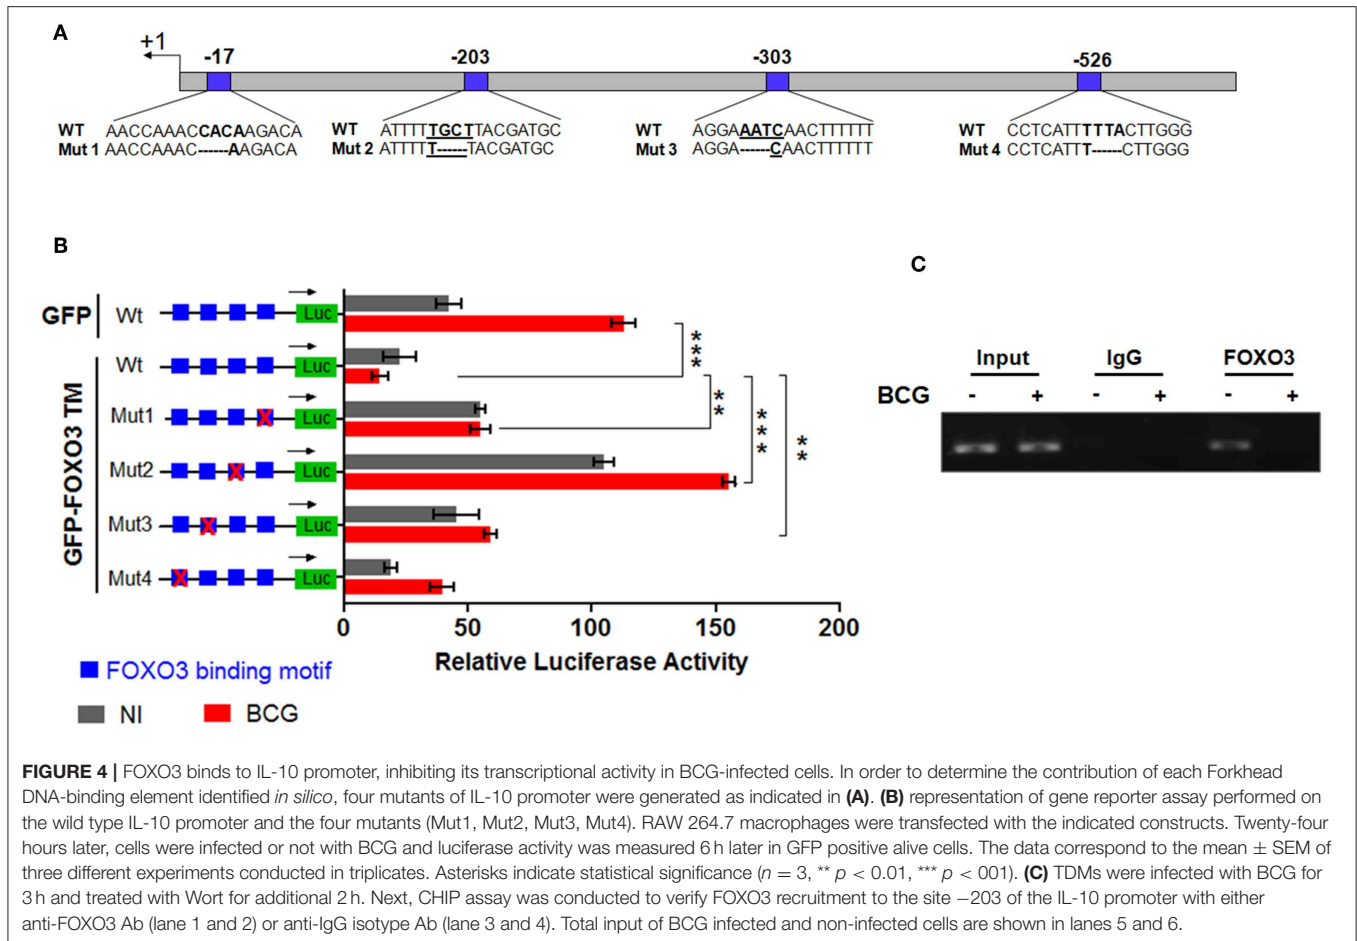 A
+1
-17
-203
-303
-526
WT AACCAAACCACAAGACA
Mut 1 AACCAAAC------AAGACA
WT ATTTTTGCTTACGATGC
Mut 2 ATTTTT------TACGATGC
WT AGGAAATCAACTTTTTT
Mut 3 AGGA------CAACTTTTTT
WT CCTCATTTTTACTTGGG
Mut 4 CCTCATTT------CTTGGG
B
GFP
Wt
Luc
GFP-FOXO3 TM
Wt
Luc
Mut1
X
Luc
Mut2
X
Luc
Mut3
X
Luc
Mut4
X
Luc
***
**
***
**
0 50 100 150 200
Relative Luciferase Activity
FOXO3 binding motif
NI BCG
C
Input IgG FOXO3
BCG - + - + - +
FIGURE 4 | FOXO3 binds to IL-10 promoter, inhibiting its transcriptional activity in BCG-infected cells. In order to determine the contribution of each Forkhead
DNA-binding element identified in silico, four mutants of IL-10 promoter were generated as indicated in (A). (B) representation of gene reporter assay performed on
the wild type IL-10 promoter and the four mutants (Mut1, Mut2, Mut3, Mut4). RAW 264.7 macrophages were transfected with the indicated constructs. Twenty-four
hours later, cells were infected or not with BCG and luciferase activity was measured 6 h later in GFP positive alive cells. The data correspond to the mean ± SEM of
three different experiments conducted in triplicates. Asterisks indicate statistical significance (n = 3, ** p < 0.01, *** p < 001). (C) TDMs were infected with BCG for
3 h and treated with Wort for additional 2 h. Next, CHIP assay was conducted to verify FOXO3 recruitment to the site −203 of the IL-10 promoter with either
anti-FOXO3 Ab (lane 1 and 2) or anti-IgG isotype Ab (lane 3 and 4). Total input of BCG infected and non-infected cells are shown in lanes 5 and 6.